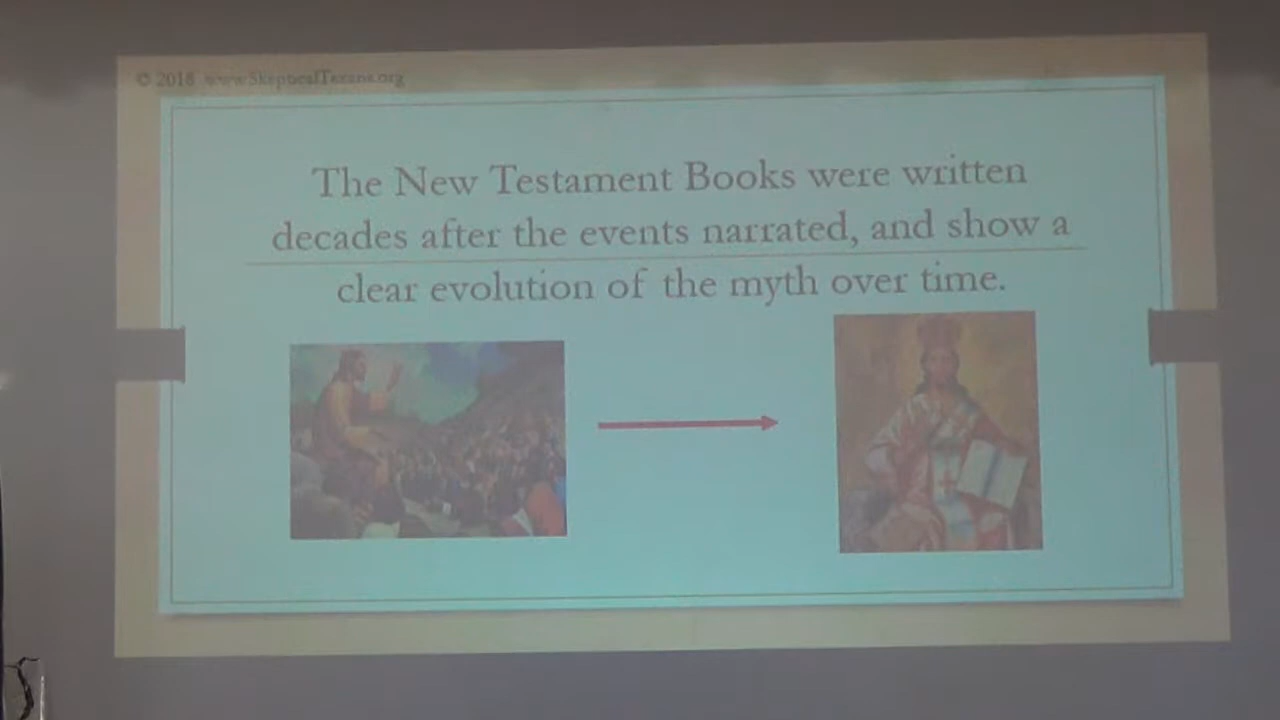 © 2018 www.SkepticalTexans.org
The New Testament Books were written
decades after the events narrated, and show a
clear evolution of the myth over time.